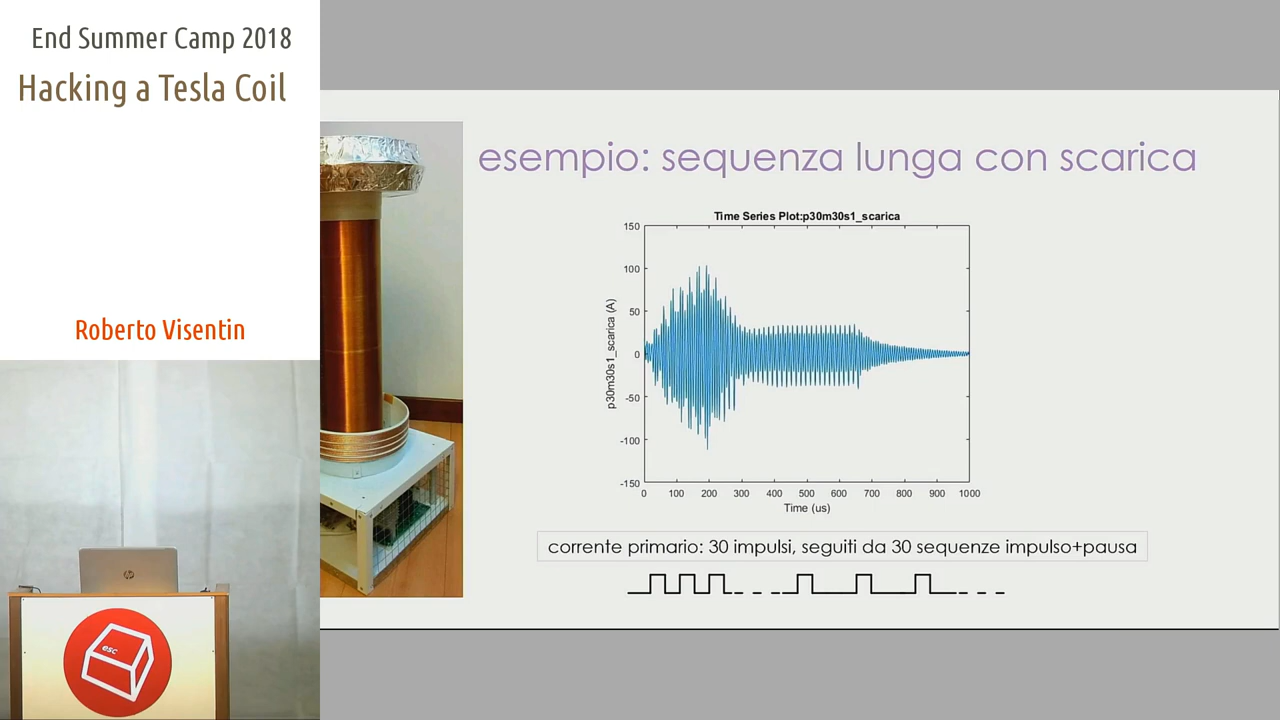 End Summer Camp 2018
Hacking a Tesla Coil
Roberto Visentin
esempio: sequenza lunga con scarica
Time Series Plot:p30m30s1_scarica
150
100
50
0
-50
-100
-150
p30m30s1_scarica (A)
0 100 200 300 400 500 600 700 800 900 1000
Time (us)
corrente primario: 30 impulsi, seguiti da 30 sequenze impulso+pausa
hp
esc